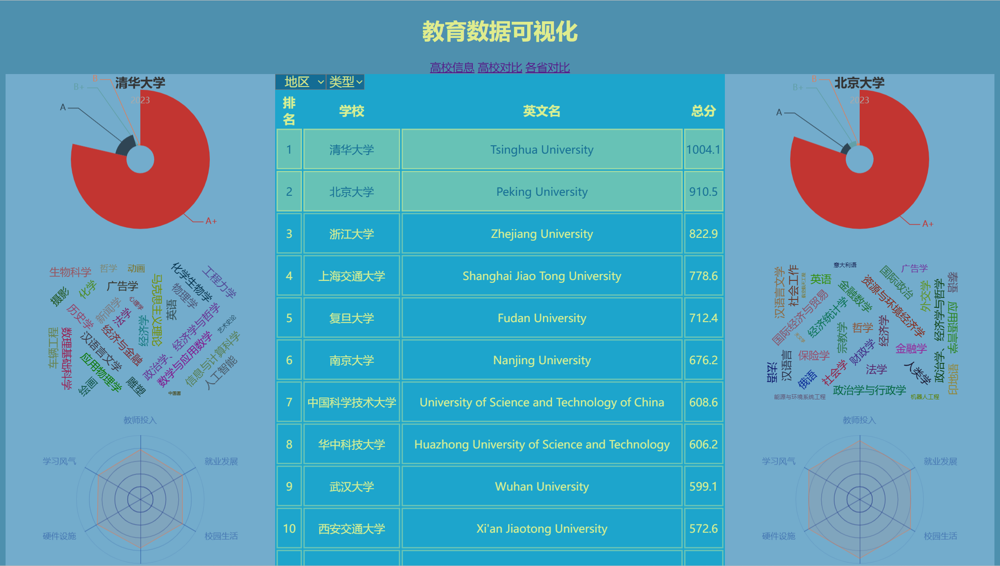 教育数据可视化
高校信息 高校对比 各省对比
清华大学
2023
B
B+
A
A+
生物科学
哲学
动画
化学生物学
工程力学
摄影
化学
广告学
马克思主义理论
物理学
心理学
英语
历史学
新闻学
法学
经济学
经济学与哲学
政治学、
艺术史论
车辆工程
数理基础科学
汉语言文学
经济与金融
数学与应用数学
信息与计算科学
人工智能
应用物理学
绘画
雕塑
中国画
教师投入
学习风气
就业发展
硬件设施
校园生活
地区 类型
排名 学校 英文名 总分
1 清华大学 Tsinghua University 1004.1
2 北京大学 Peking University 910.5
3 浙江大学 Zhejiang University 822.9
4 上海交通大学 Shanghai Jiao Tong University 778.6
5 复旦大学 Fudan University 712.4
6 南京大学 Nanjing University 676.2
7 中国科学技术大学 University of Science and Technology of China 608.6
8 华中科技大学 Huazhong University of Science and Technology 606.2
9 武汉大学 Wuhan University 599.1
10 西安交通大学 Xi'an Jiaotong University 572.6
北京大学
2023
B
B+
A
A+
意大利语
汉语言文学
社会工作
航空航天工程
英语
金融数学
资源与环境经济学
国际政治
广告学
外交学
政治学、经济学与哲学
泰语
应用语言学
国际经济与贸易
经济统计学
天文学
宗教学
哲学
经济学
金融学
保险学
财政学
法语
汉语言
俄语
社会学
法学
人类学
印地语
政治学与行政学
能源与环境系统工程
机器人工程
教师投入
学习风气
就业发展
硬件设施
校园生活